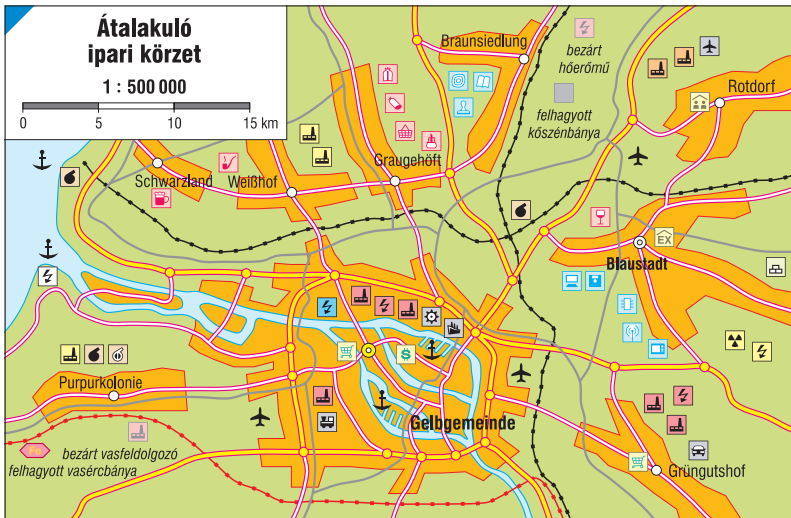 Átalakuló
ipari körzet
1 : 500 000
0 5 10 15 km
Braunsiedlung
bezárt
hőerőmű
felhagyott
kőszénbánya
Rotdorf
Graugehöft
Schwarzland
Weißhof
EX
Blaustadt
$
Purpurkolonie
Gelbgemeinde
Fe
bezárt vasfeldolgozó
felhagyott vasércbánya
Grüngutshof